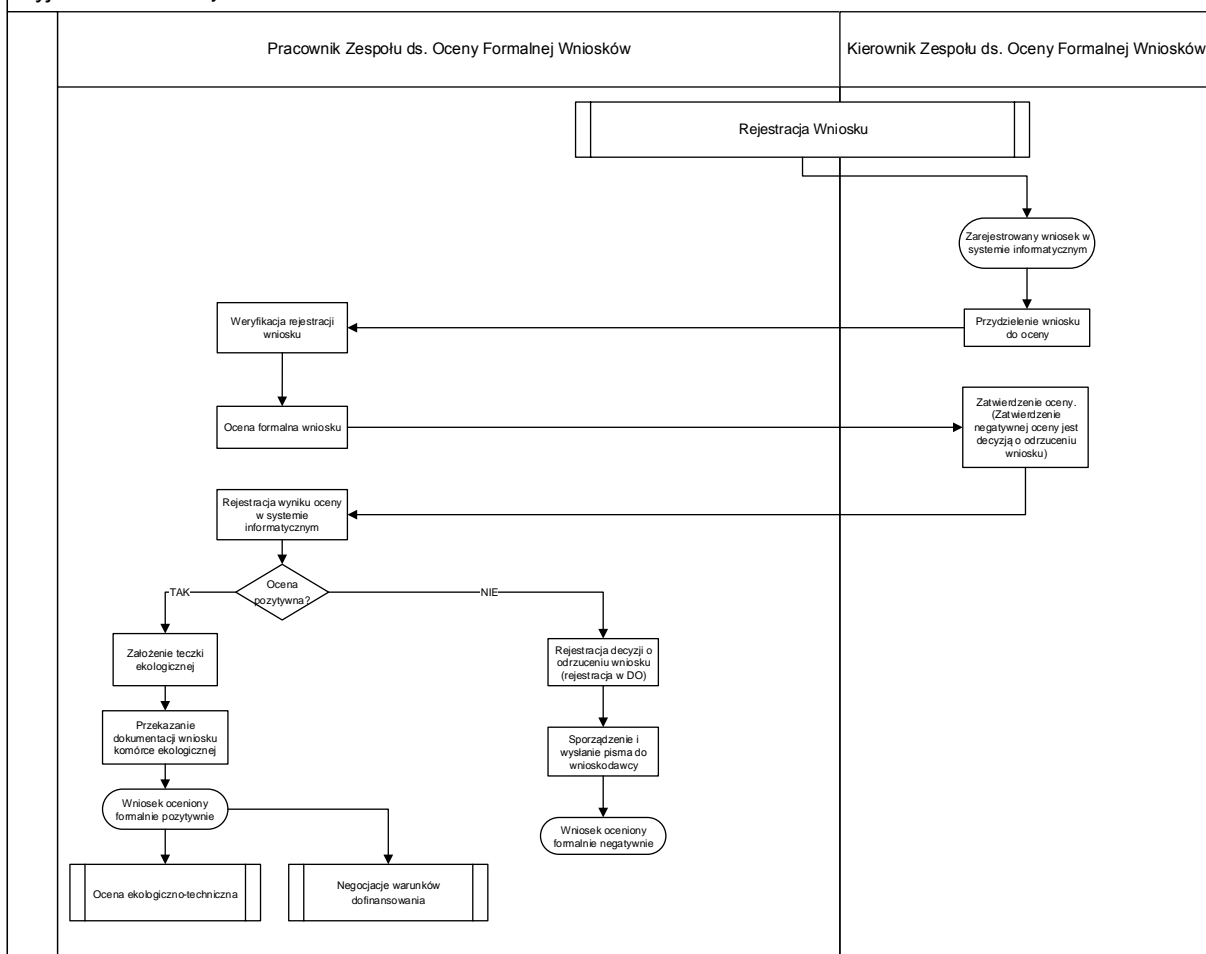 Pracownik Zespołu ds. Oceny Formalnej Wniosków
Kierownik Zespołu ds. Oceny Formalnej Wniosków
Rejestracja Wniosku
Zarejestrowany wniosek w
systemie informatycznym
Weryfikacja rejestracji
wniosku
Przydzielenie wniosku
do oceny
Ocena formalna wniosku
Zatwierdzenie oceny.
(Zatwierdzenie
negatywnej oceny jest
decyzją o odrzuceniu
wniosku)
Rejestracja wyniku oceny
w systemie
informatycznym
Ocena
pozytywna?
TAK
NIE
Założenie teczki
ekologicznej
Rejestracja decyzji o
odrzuceniu wniosku
(rejestracja w DO)
Przekazanie
dokumentacji wniosku
komórce ekologicznej
Sporządzenie i
wysłanie pisma do
wnioskodawcy
Wniosek oceniony
formalnie pozytywnie
Wniosek oceniony
formalnie negatywnie
Ocena ekologiczno-techniczna
Negocjacje warunków
dofinansowania